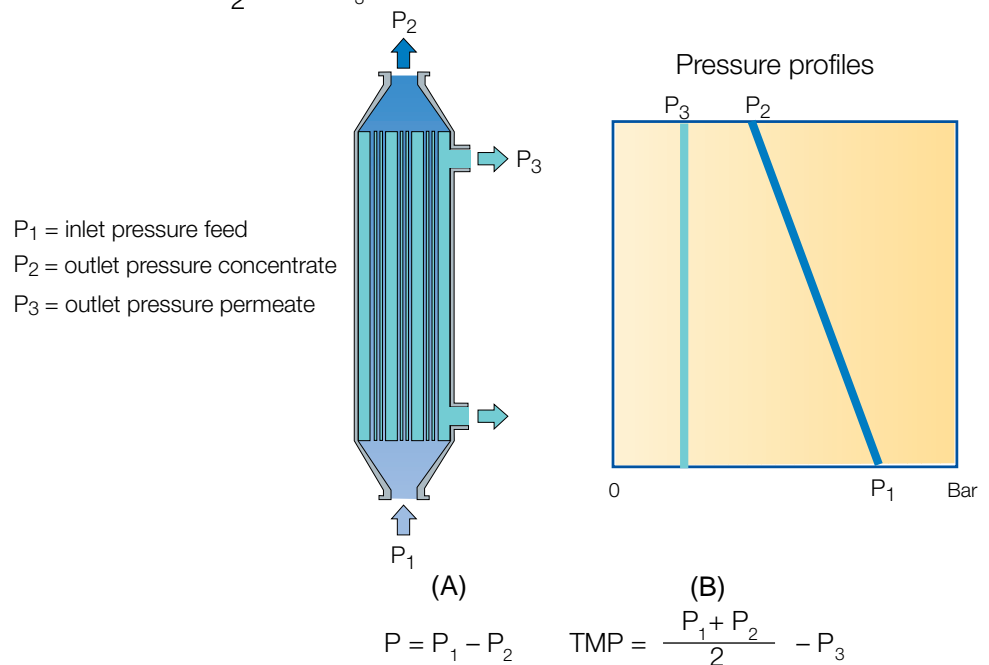 2
P2
Pressure profiles
P3 P2
P3
P1 = inlet pressure feed
P2 = outlet pressure concentrate
P3 = outlet pressure permeate
0 P1 Bar
P1
(A) (B)
P = P1 – P2 TMP = P1 + P2 / 2 – P3